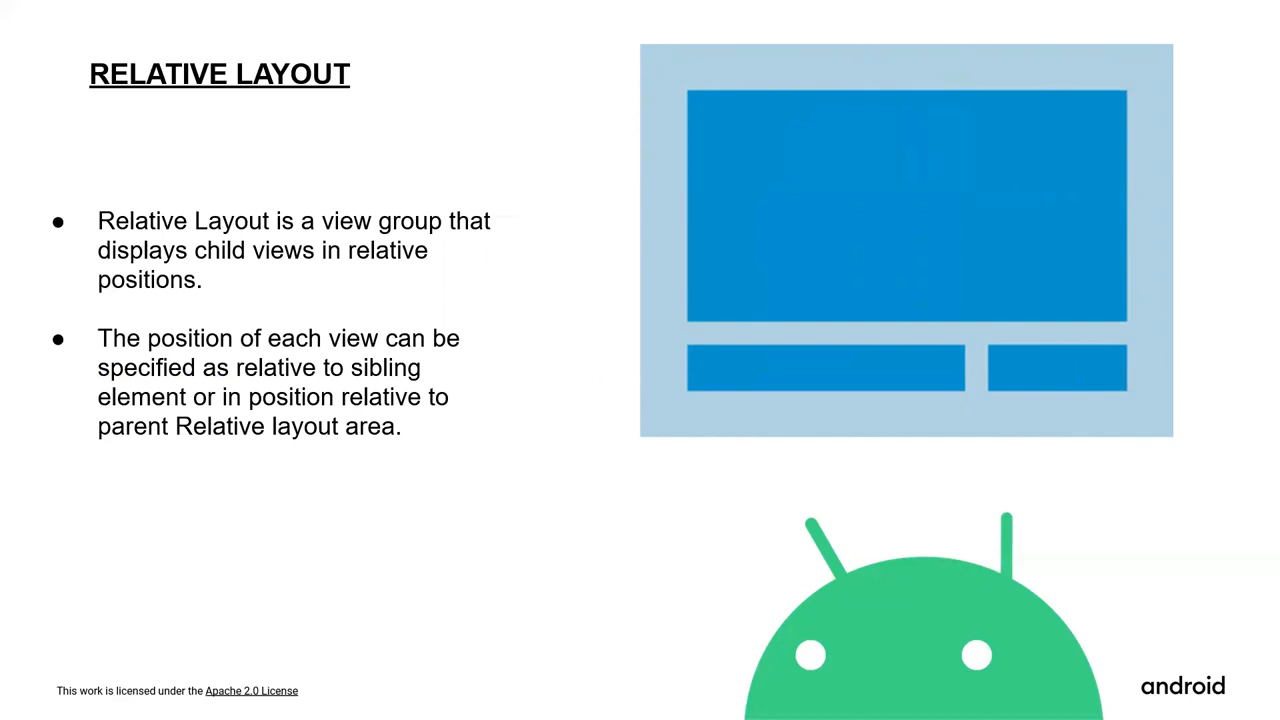 RELATIVE LAYOUT
● Relative Layout is a view group that
displays child views in relative
positions.
● The position of each view can be
specified as relative to sibling
element or in position relative to
parent Relative layout area.
This work is licensed under the Apache 2.0 License
android